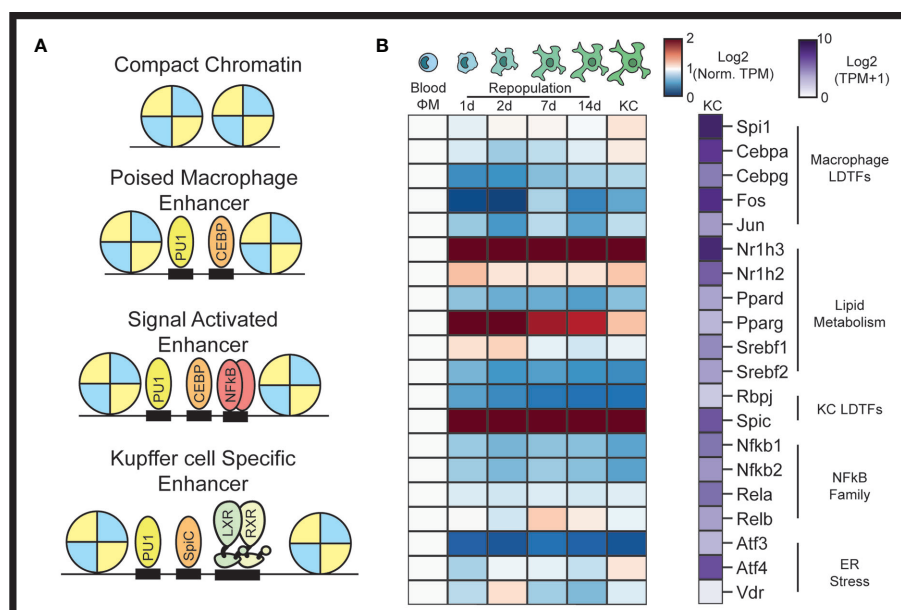 A
Compact Chromatin
Poised Macrophage
Enhancer
PU1
CEBP
Signal Activated
Enhancer
PU1
CEBP
NFkB
Kupffer cell Specific
Enhancer
PU1
SpiC
LXR
RXR
B
2
1
0
Log2
(Norm. TPM)
10
0
Log2
(TPM+1)
Blood
ΦM
Repopulation
1d 2d 7d 14d KC
KC
Spi1
Cebpa
Cebpg
Fos
Jun
Macrophage
LDTFs
Nr1h3
Nr1h2
Ppard
Pparg
Srebf1
Srebf2
Lipid
Metabolism
Rbpj
Spic
KC LDTFs
Nfkb1
Nfkb2
Rela
Relb
NFkB
Family
Atf3
Atf4
Vdr
ER
Stress